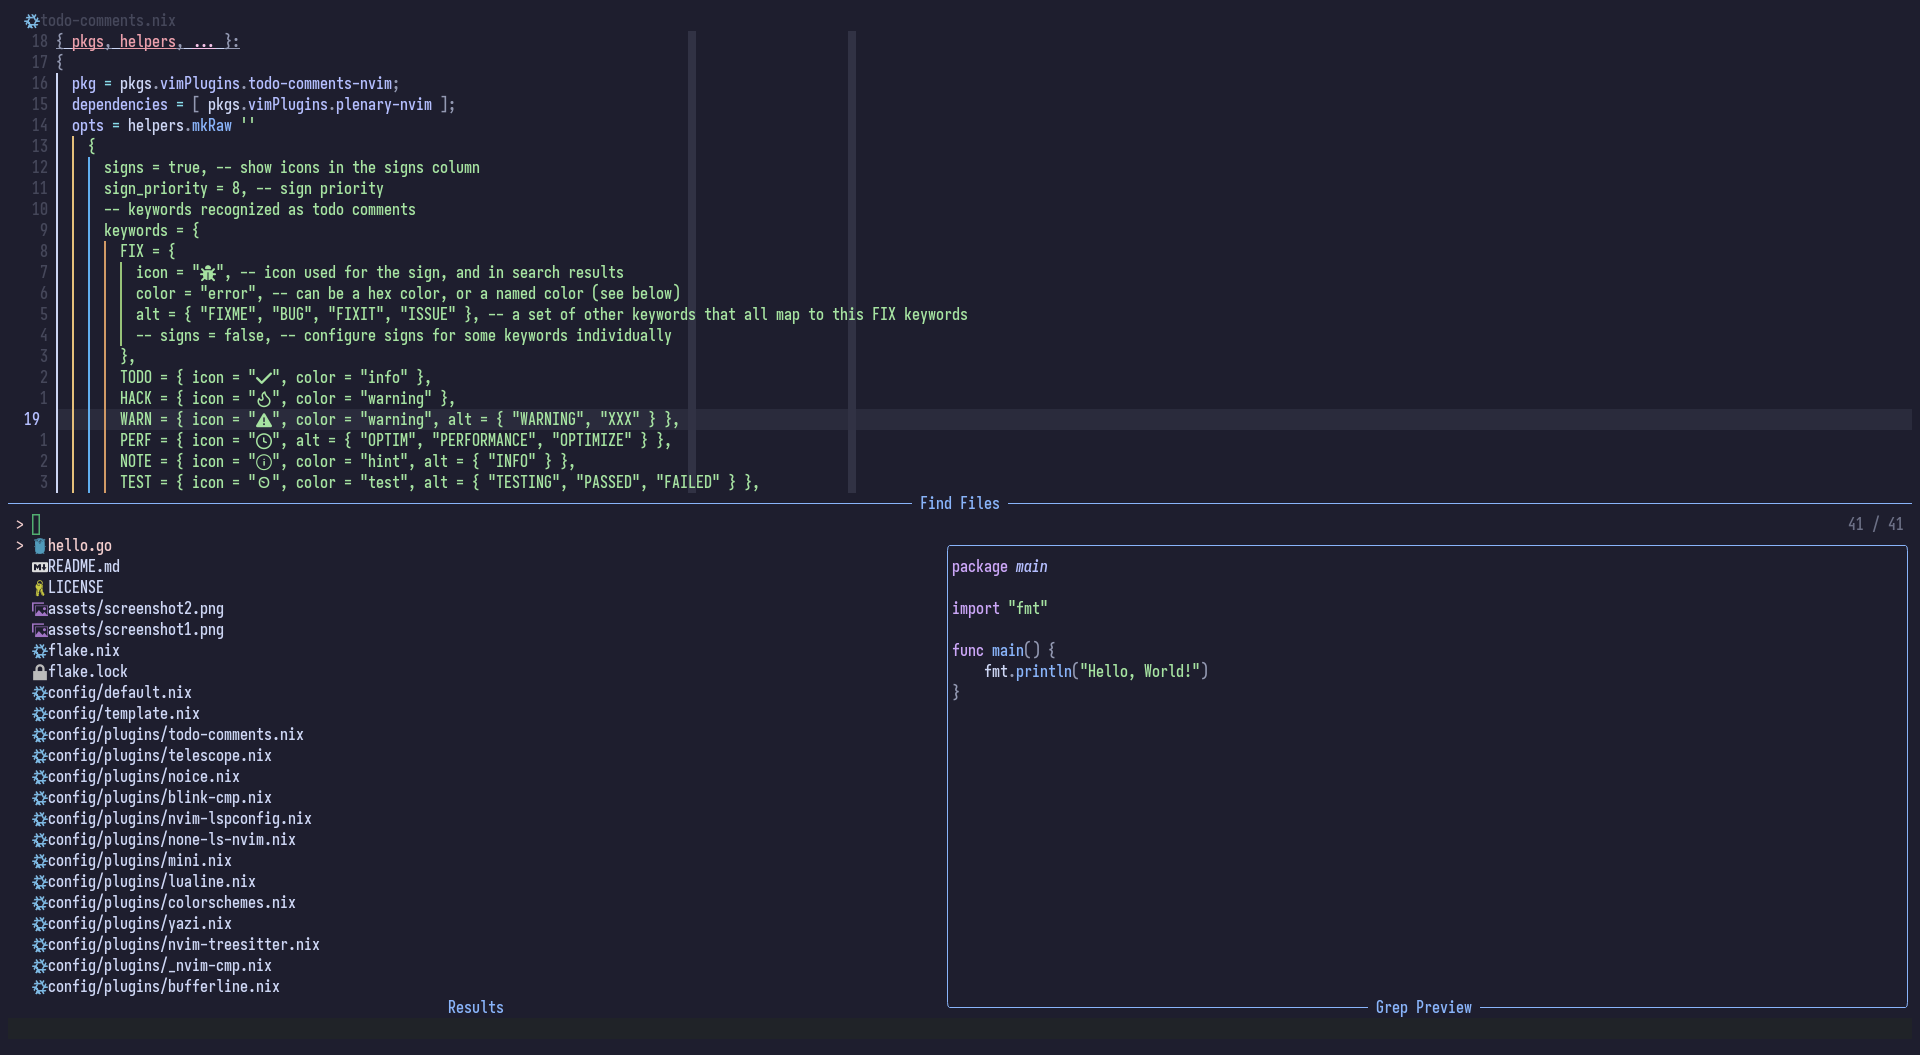 todo-comments.nix
18 { pkgs, helpers, ... }:
17 {
16   pkg = pkgs.vimPlugins.todo-comments-nvim;
15   dependencies = [ pkgs.vimPlugins.plenary-nvim ];
14   opts = helpers.mkRaw ''
13     {
12       signs = true, -- show icons in the signs column
11       sign_priority = 8, -- sign priority
10       -- keywords recognized as todo comments
9       keywords = {
8         FIX = {
7           icon = "", -- icon used for the sign, and in search results
6           color = "error", -- can be a hex color, or a named color (see below)
5           alt = { "FIXME", "BUG", "FIXIT", "ISSUE" }, -- a set of other keywords that all map to this FIX keywords
4           -- signs = false, -- configure signs for some keywords individually
3         },
2         TODO = { icon = "", color = "info" },
1         HACK = { icon = "", color = "warning" },
19         WARN = { icon = "", color = "warning", alt = { "WARNING", "XXX" } },
1         PERF = { icon = "", alt = { "OPTIM", "PERFORMANCE", "OPTIMIZE" } },
2         NOTE = { icon = "", color = "hint", alt = { "INFO" } },
3         TEST = { icon = "", color = "test", alt = { "TESTING", "PASSED", "FAILED" } },
Find Files
>
41 / 41
> hello.go
README.md
LICENSE
assets/screenshot2.png
assets/screenshot1.png
flake.nix
flake.lock
config/default.nix
config/template.nix
config/plugins/todo-comments.nix
config/plugins/telescope.nix
config/plugins/noice.nix
config/plugins/blink-cmp.nix
config/plugins/nvim-lspconfig.nix
config/plugins/none-ls-nvim.nix
config/plugins/mini.nix
config/plugins/lualine.nix
config/plugins/colorschemes.nix
config/plugins/yazi.nix
config/plugins/nvim-treesitter.nix
config/plugins/_nvim-cmp.nix
config/plugins/bufferline.nix
Results
package main
import "fmt"
func main() {
    fmt.println("Hello, World!")
}
Grep Preview